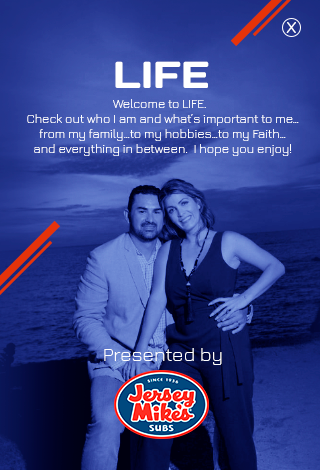 X
LIFE
Welcome to LIFE.
Check out who I am and what's important to me...
from my family...to my hobbies...to my Faith...
and everything in between. I hope you enjoy!
Presented by
SINCE 1956
Jersey
Mike's
SUBS